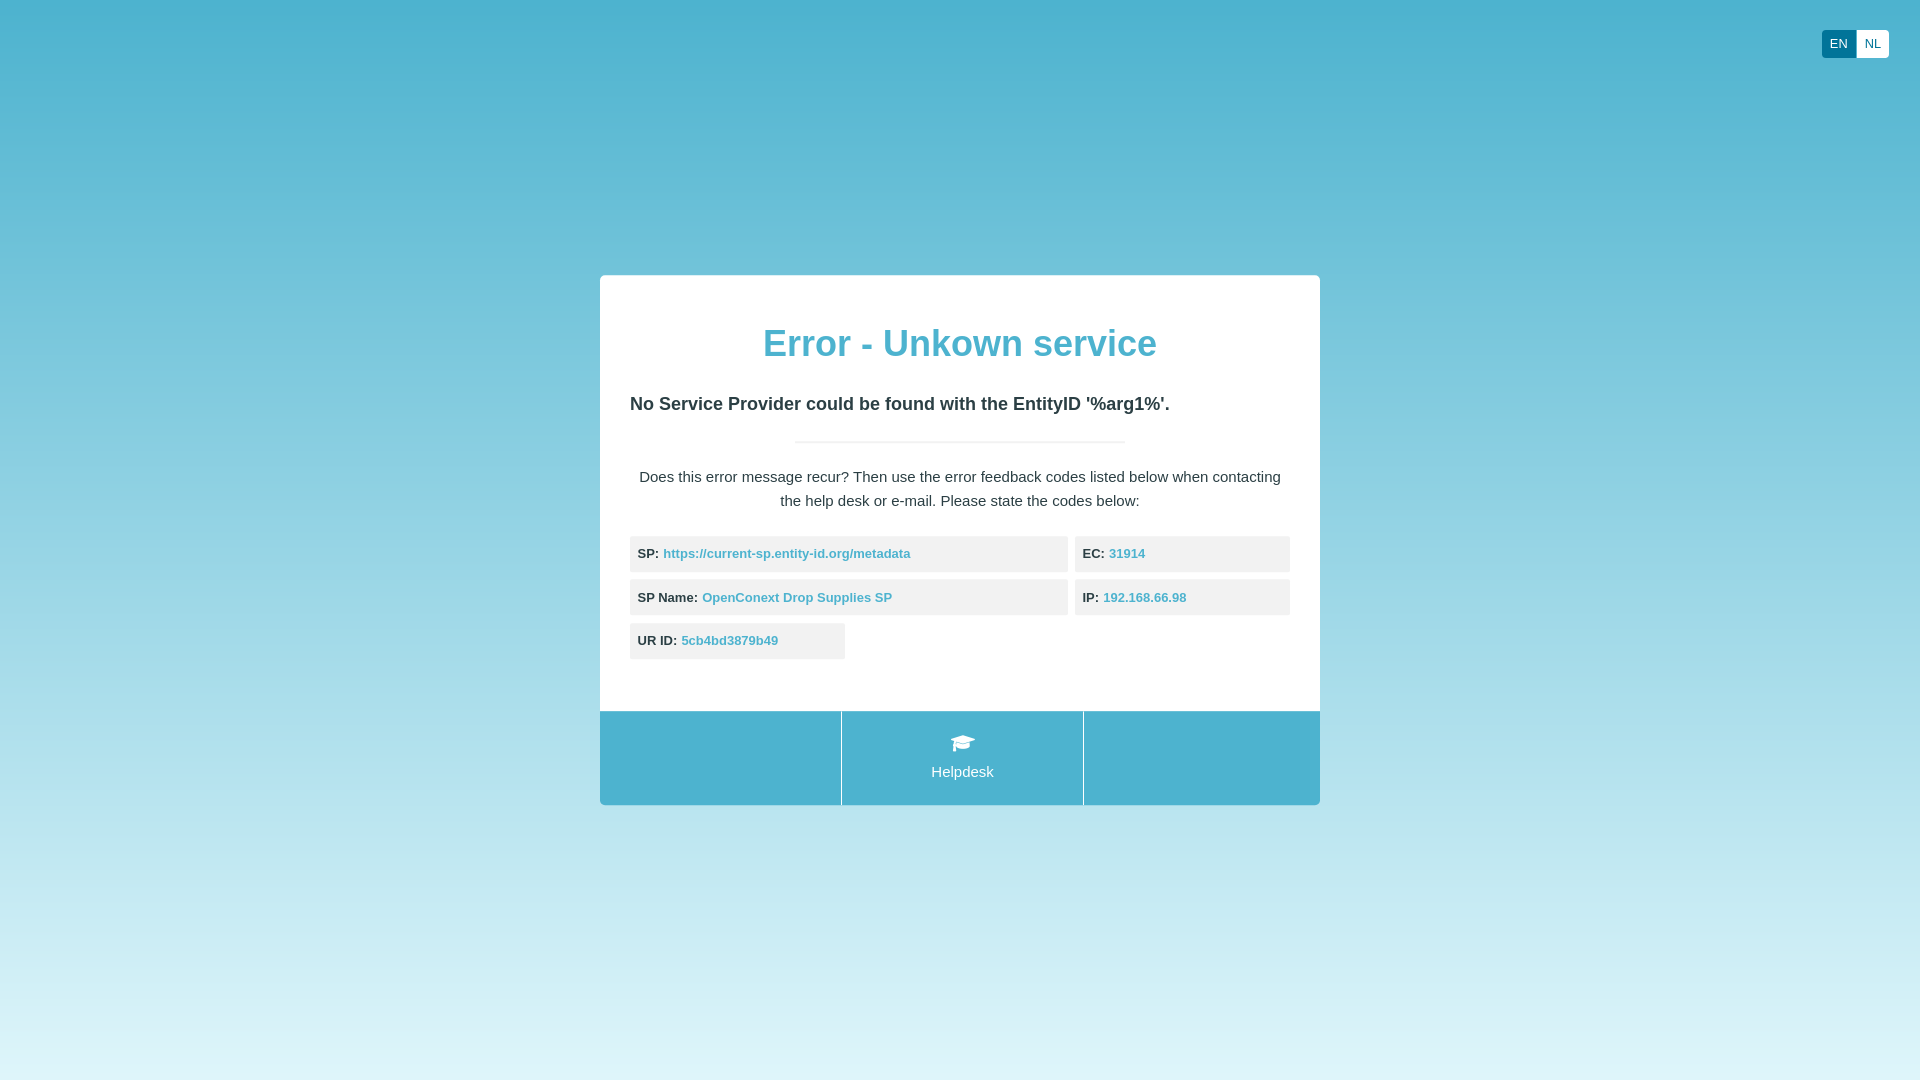 EN NL
Error - Unkown service
No Service Provider could be found with the EntityID '%arg1%'.
Does this error message recur? Then use the error feedback codes listed below when contacting
the help desk or e-mail. Please state the codes below:
SP: https://current-sp.entity-id.org/metadata EC: 31914
SP Name: OpenConext Drop Supplies SP IP: 192.168.66.98
UR ID: 5cb4bd3879b49
Helpdesk